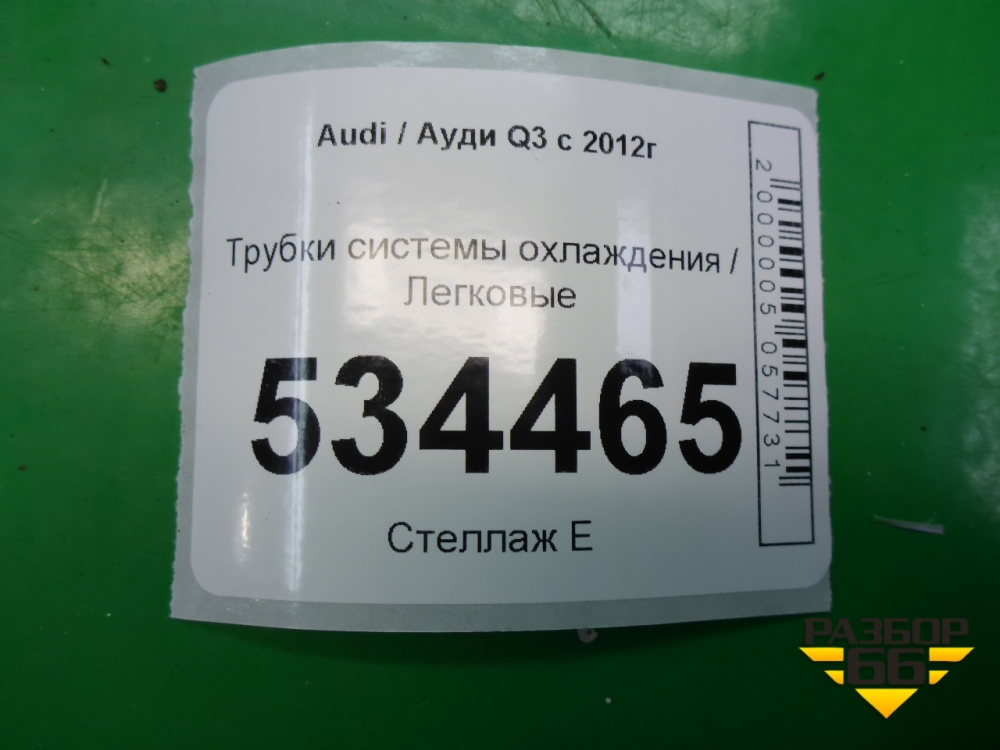 Audi / Ауди Q3 с 2012г
Трубки системы охлаждения /
Легковые
534465
Стеллаж Е
2000005057731
РАЗБОР
66